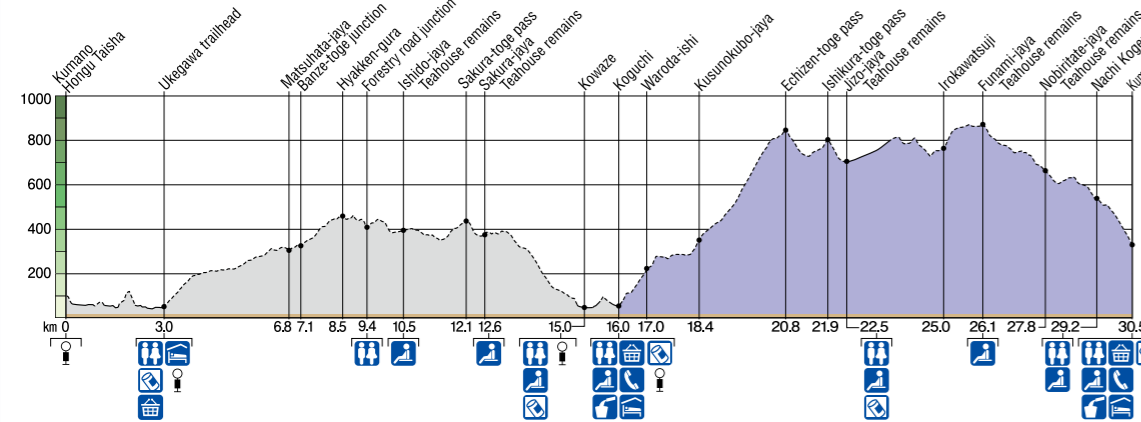 Kumano
Hongu Taisha
Ukegawa trailhead
Matsuhata-jaya
Banze-toge junction
Hyakken-gura
Forestry road junction
Ishido-jaya
Teahouse remains
Sakura-toge pass
Sakura-jaya
Teahouse remains
Kowaze
Koguchi
Waroda-ishi
Kusunokubo-jaya
Echizen-toge pass
Ishikura-toge pass
Jizo-jaya
Teahouse remains
Irokawatsuji
Funami-jaya
Teahouse remains
Nobiritate-jaya
Teahouse remains
Nachi
1000
800
600
400
200
km 0 3.0 6.8 7.1 8.5 9.4 10.5 12.1 12.6 15.0 16.0 17.0 18.4 20.8 21.9 22.5 25.0 26.1 27.8 29.2 30.5